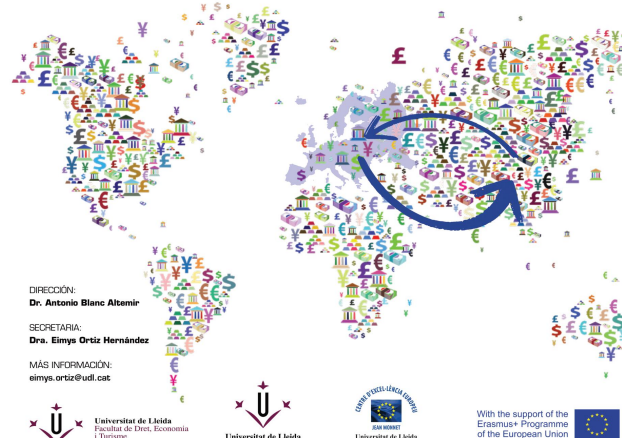 DIRECCIÓN:
Dr. Antonio Blanc Altemir
SECRETARIA:
Dra. Eimys Ortiz Hernández
MÁS INFORMACIÓN:
eimys.ortiz@udl.cat
Universitat de Lleida
Facultat de Dret, Economia
i Turisme
Universitat de Lleida
CENTRE D'EXCEL·LÈNCIA EUROPEU
JEAN MONNET
Universitat de Lleida
With the support of the
Erasmus+ Programme
of the European Union